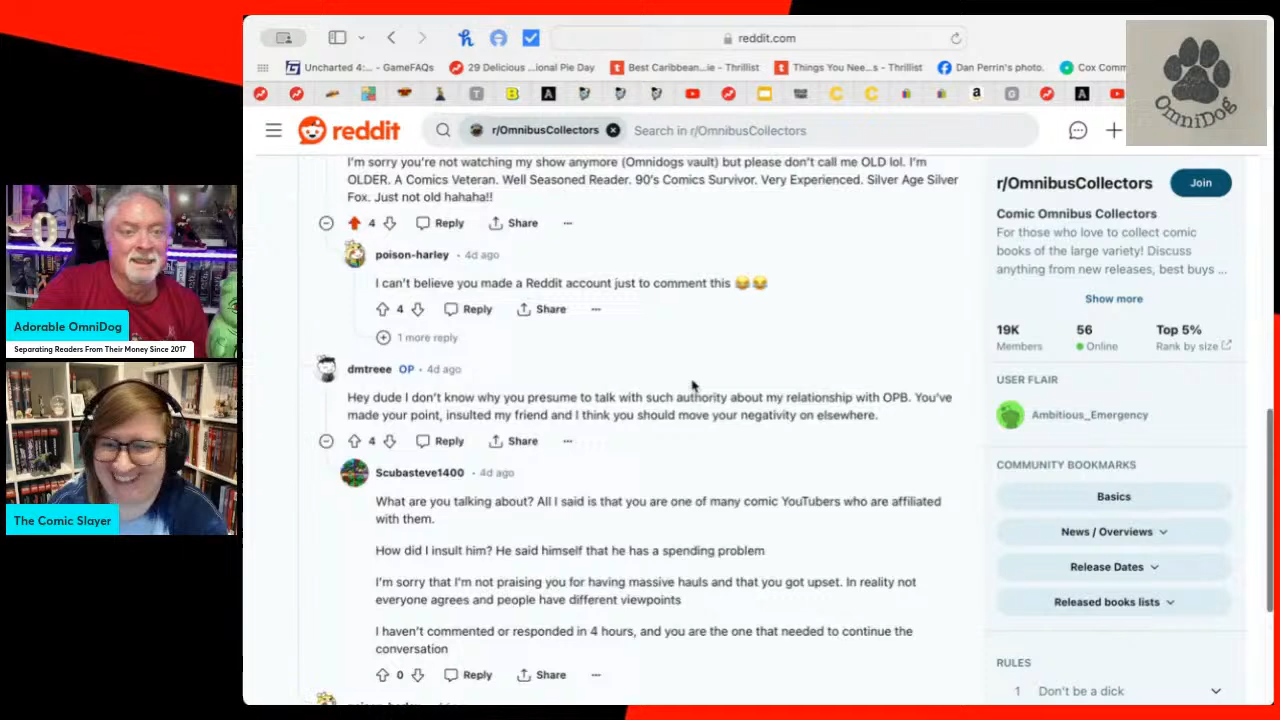 reddit.com
Uncharted 4:... - GameFAQs
29 Delicious ...ional Pie Day
Best Caribbean...ie - Thrillist
Things You Nee...s - Thrillist
Dan Perrin's photo.
Cox Comm
OmniDog
reddit
r/OmnibusCollectors
Search in r/OmnibusCollectors
I'm sorry you're not watching my show anymore (Omnidogs vault) but please don't call me OLD lol. I'm
OLDER. A Comics Veteran. Well Seasoned Reader. 90's Comics Survivor. Very Experienced. Silver Age Silver
Fox. Just not old hahaha!!
4 Reply Share
poison-harley • 4d ago
I can't believe you made a Reddit account just to comment this 😂😂
4 Reply Share
1 more reply
dmtreee OP • 4d ago
Hey dude I don't know why you presume to talk with such authority about my relationship with OPB. You've
made your point, insulted my friend and I think you should move your negativity on elsewhere.
4 Reply Share
Scubasteve1400 • 4d ago
What are you talking about? All I said is that you are one of many comic YouTubers who are affiliated
with them.
How did I insult him? He said himself that he has a spending problem
I'm sorry that I'm not praising you for having massive hauls and that you got upset. In reality not
everyone agrees and people have different viewpoints
I haven't commented or responded in 4 hours, and you are the one that needed to continue the
conversation
0 Reply Share
r/OmnibusCollectors
Join
Comic Omnibus Collectors
For those who love to collect comic
books of the large variety! Discuss
anything from new releases, best buys ...
Show more
19K 56 Top 5%
Members Online Rank by size
USER FLAIR
Ambitious_Emergency
COMMUNITY BOOKMARKS
Basics
News / Overviews
Release Dates
Released books lists
RULES
1 Don't be a dick
Adorable OmniDog
Separating Readers From Their Money Since 2017
The Comic Slayer